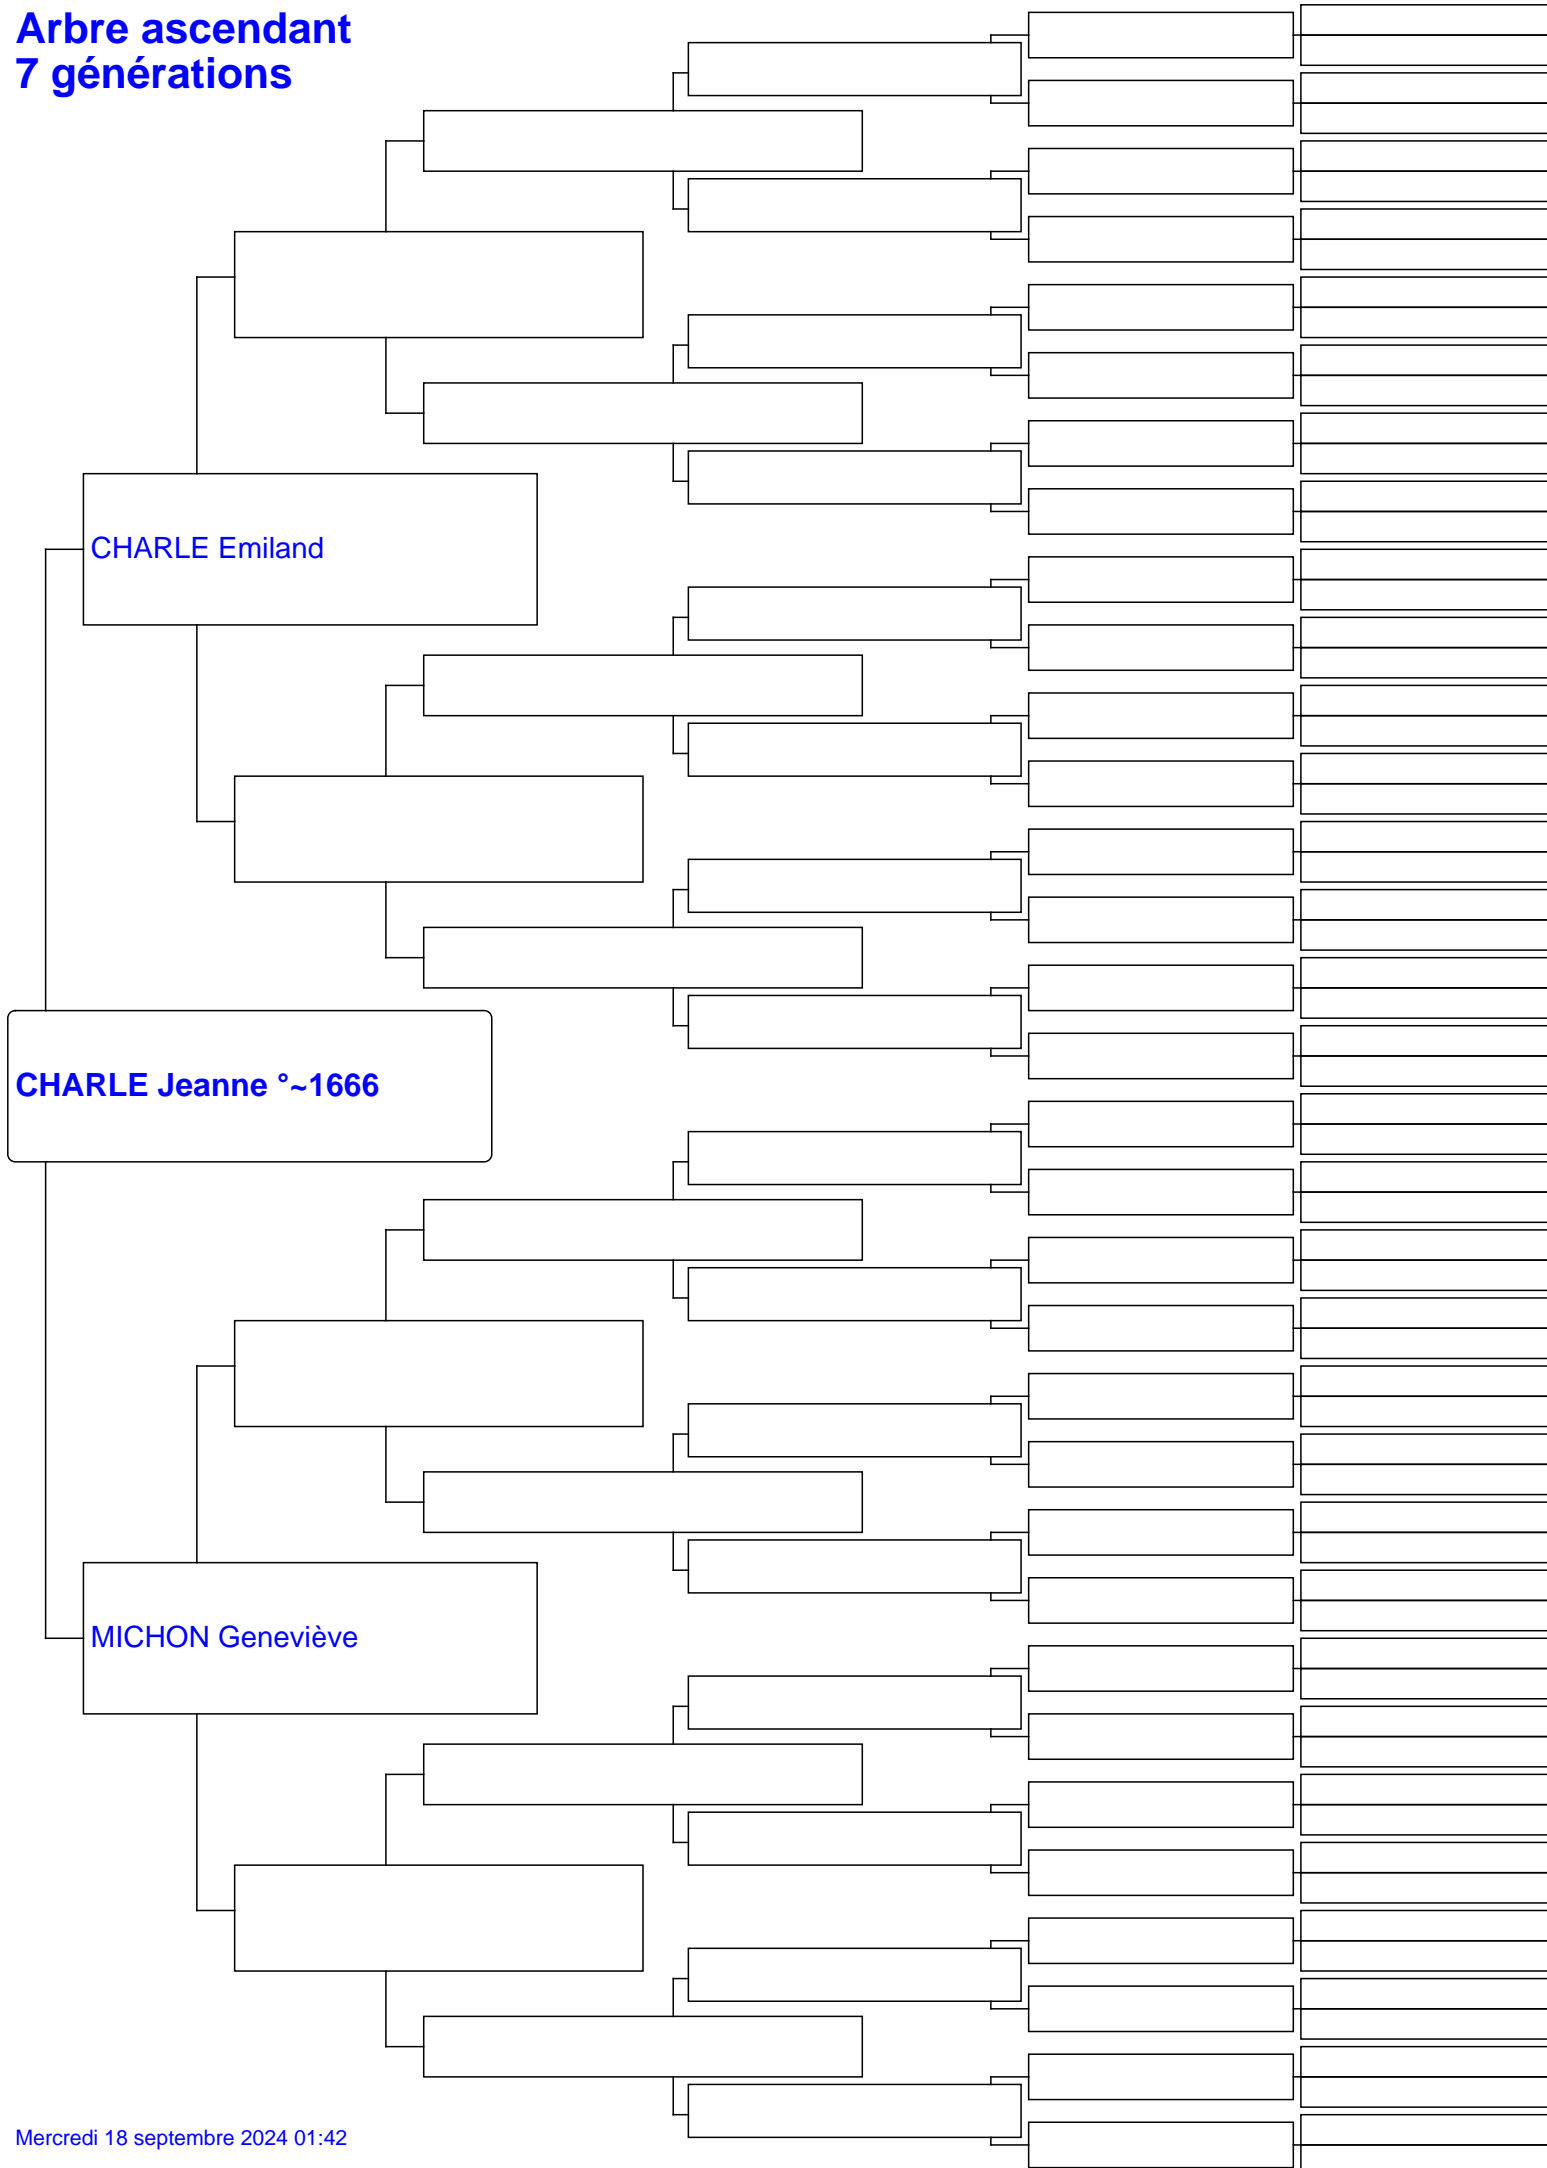 Arbre ascendant
7 générations
CHARLE Emiland
CHARLE Jeanne °~1666
MICHON Geneviève
Mercredi 18 septembre 2024 01:42